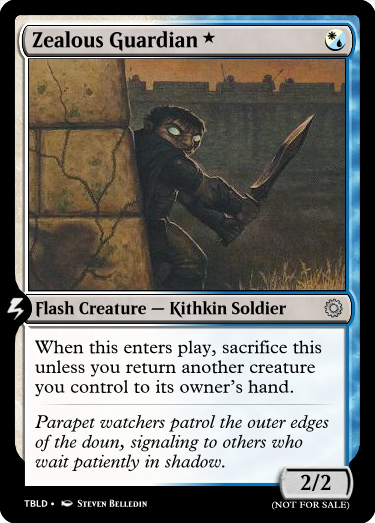 Zealous Guardian ★
Flash Creature — Kithkin Soldier
When this enters play, sacrifice this
unless you return another creature
you control to its owner's hand.
Parapet watchers patrol the outer edges
of the doun, signaling to others who
wait patiently in shadow.
2/2
TBLD • Steven Belledin
(NOT FOR SALE)